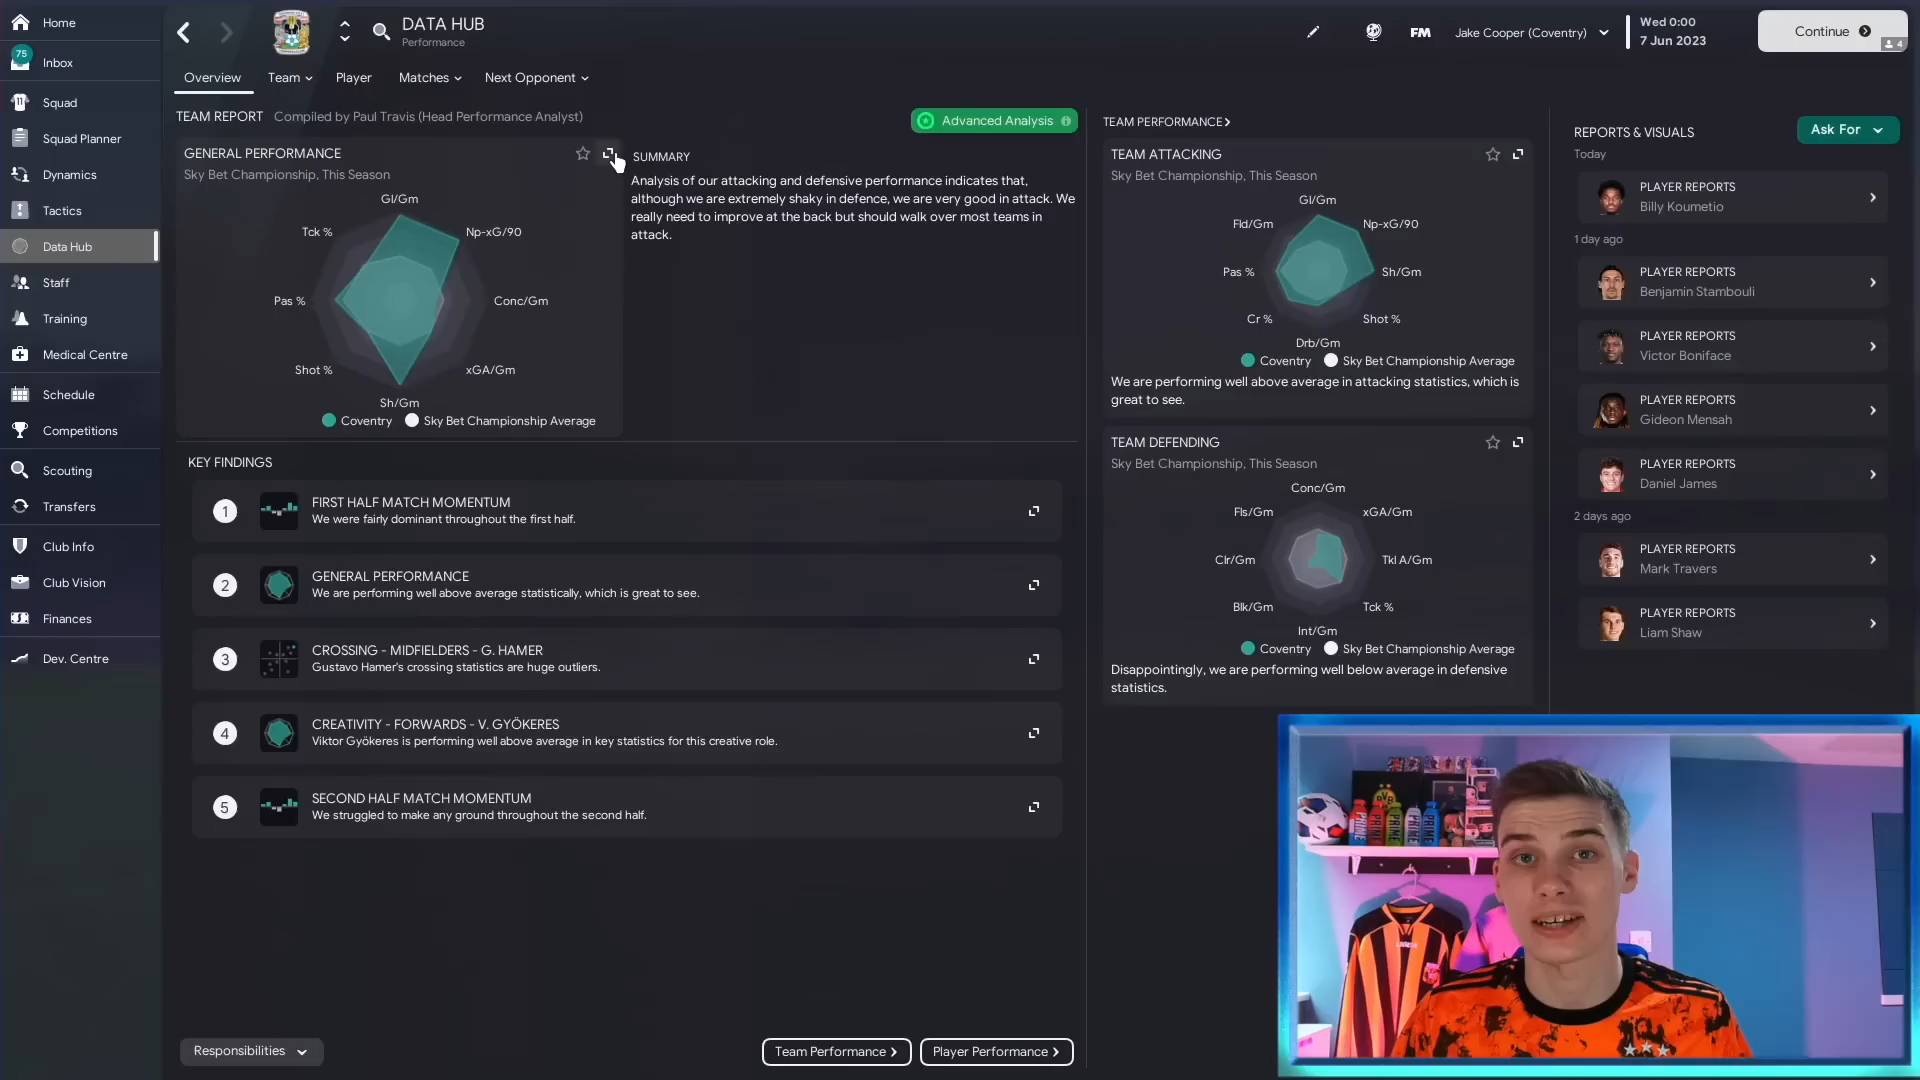 Home
75
Inbox
Squad
Squad Planner
Dynamics
Tactics
Data Hub
Staff
Training
Medical Centre
Schedule
Competitions
Scouting
Transfers
Club Info
Club Vision
Finances
Dev. Centre
DATA HUB
Performance
FM
Jake Cooper (Coventry)
Wed 0:00
7 Jun 2023
Continue
4
Overview
Team
Player
Matches
Next Opponent
TEAM REPORT Compiled by Paul Travis (Head Performance Analyst)
Advanced Analysis
GENERAL PERFORMANCE
Sky Bet Championship, This Season
Gl/Gm
Tck %
Np-xG/90
Pas %
Conc/Gm
Shot %
xGA/Gm
Sh/Gm
Coventry
Sky Bet Championship Average
SUMMARY
Analysis of our attacking and defensive performance indicates that,
although we are extremely shaky in defence, we are very good in attack. We
really need to improve at the back but should walk over most teams in
attack.
KEY FINDINGS
1
FIRST HALF MATCH MOMENTUM
We were fairly dominant throughout the first half.
2
GENERAL PERFORMANCE
We are performing well above average statistically, which is great to see.
3
CROSSING - MIDFIELDERS - G. HAMER
Gustavo Hamer's crossing statistics are huge outliers.
4
CREATIVITY - FORWARDS - V. GYÖKERES
Viktor Gyökeres is performing well above average in key statistics for this creative role.
5
SECOND HALF MATCH MOMENTUM
We struggled to make any ground throughout the second half.
Responsibilities
Team Performance
Player Performance
TEAM PERFORMANCE
TEAM ATTACKING
Sky Bet Championship, This Season
Gl/Gm
Fld/Gm
Np-xG/90
Pas %
Sh/Gm
Cr %
Shot %
Drb/Gm
Coventry
Sky Bet Championship Average
We are performing well above average in attacking statistics, which is
great to see.
TEAM DEFENDING
Sky Bet Championship, This Season
Conc/Gm
Fls/Gm
xGA/Gm
Clr/Gm
Tkl A/Gm
Blk/Gm
Tck %
Int/Gm
Coventry
Sky Bet Championship Average
Disappointingly, we are performing well below average in defensive
statistics.
REPORTS & VISUALS
Ask For
Today
PLAYER REPORTS
Billy Koumetio
1 day ago
PLAYER REPORTS
Benjamin Stambouli
PLAYER REPORTS
Victor Boniface
PLAYER REPORTS
Gideon Mensah
PLAYER REPORTS
Daniel James
2 days ago
PLAYER REPORTS
Mark Travers
PLAYER REPORTS
Liam Shaw
BVB
PRIME
PRIME
PRIME
PRIME